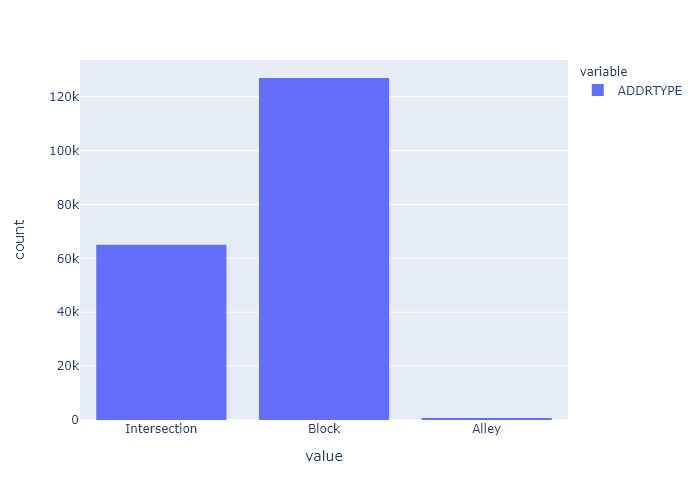 variable
ADDRTYPE
120k
100k
80k
60k
40k
20k
0
count
Intersection
Block
Alley
value